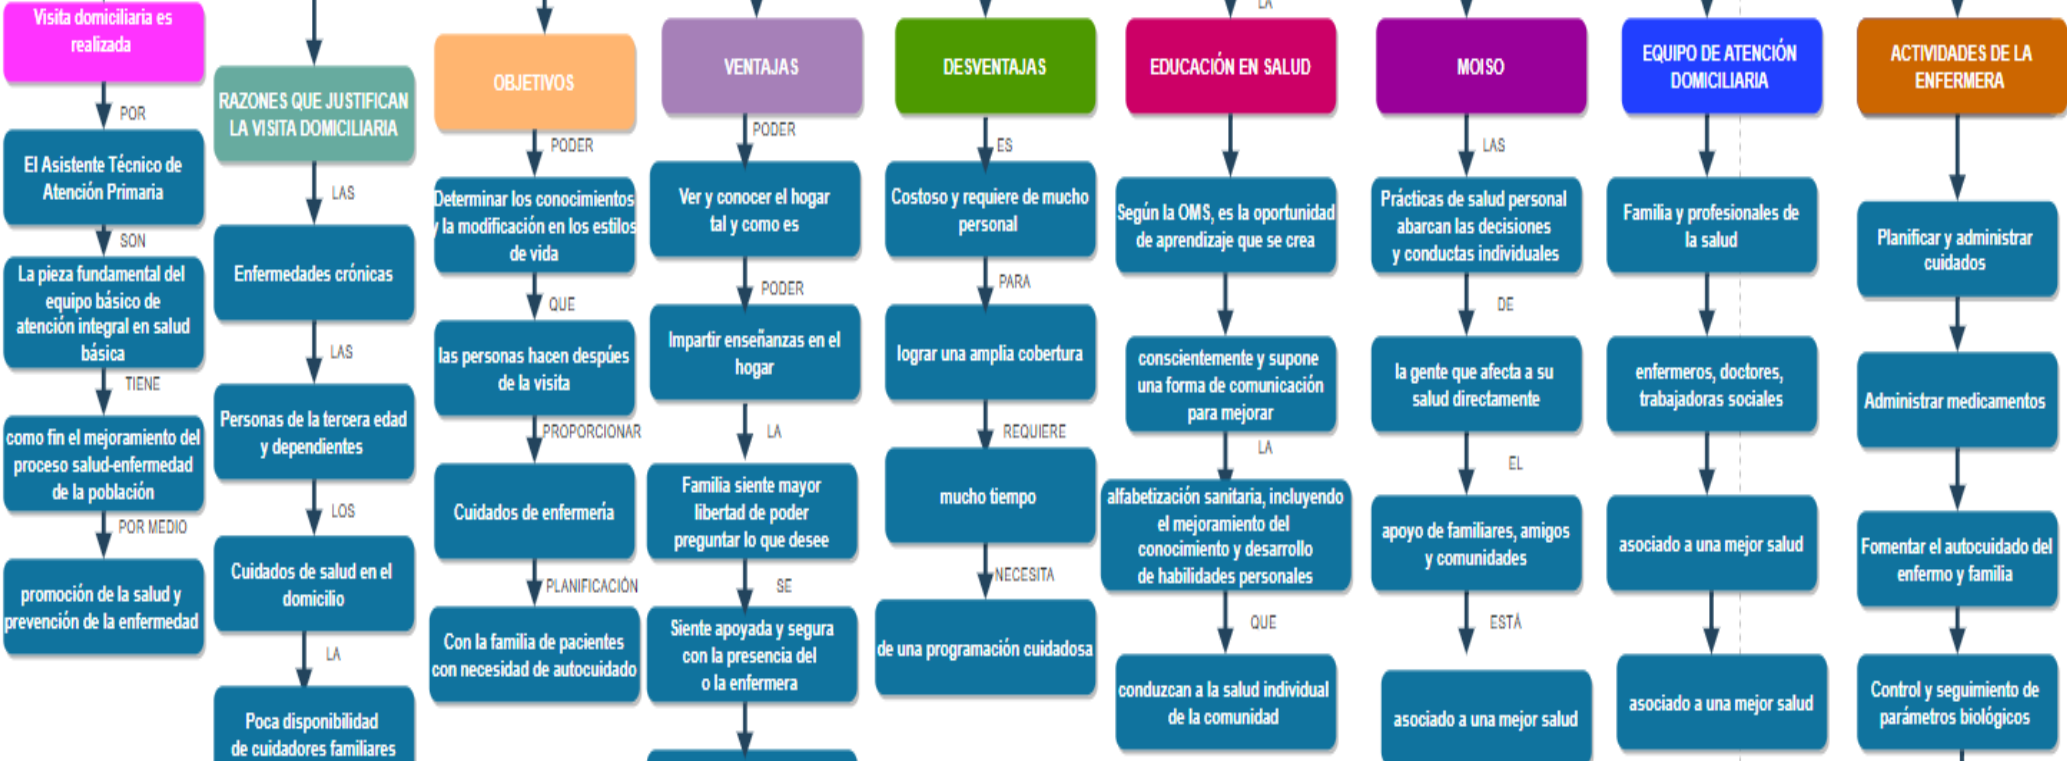 Visita domiciliaria es
realizada
POR
El Asistente Técnico de
Atención Primaria
SON
La pieza fundamental del
equipo básico de
atención integral en salud
básica
TIENE
como fin el mejoramiento del
proceso salud-enfermedad
de la población
POR MEDIO
promoción de la salud y
prevención de la enfermedad
RAZONES QUE JUSTIFICAN
LA VISITA DOMICILIARIA
LAS
Enfermedades crónicas
LAS
Personas de la tercera edad
y dependientes
LOS
Cuidados de salud en el
domicilio
LA
Poca disponibilidad
de cuidadores familiares
OBJETIVOS
PODER
Determinar los conocimientos
y la modificación en los estilos
de vida
QUE
las personas hacen despúes
de la visita
PROPORCIONAR
Cuidados de enfermería
PLANIFICACIÓN
Con la familia de pacientes
con necesidad de autocuidado
VENTAJAS
PODER
Ver y conocer el hogar
tal y como es
PODER
Impartir enseñanzas en el
hogar
LA
Familia siente mayor
libertad de poder
preguntar lo que desee
SE
Siente apoyada y segura
con la presencia del
o la enfermera
DESVENTAJAS
ES
Costoso y requiere de mucho
personal
PARA
lograr una amplia cobertura
REQUIERE
mucho tiempo
NECESITA
de una programación cuidadosa
LA
EDUCACIÓN EN SALUD
Según la OMS, es la oportunidad
de aprendizaje que se crea
conscientemente y supone
una forma de comunicación
para mejorar
LA
alfabetización sanitaria, incluyendo
el mejoramiento del
conocimiento y desarrollo
de habilidades personales
QUE
conduzcan a la salud individual
de la comunidad
MOISO
LAS
Prácticas de salud personal
abarcan las decisiones
y conductas individuales
DE
la gente que afecta a su
salud directamente
EL
apoyo de familiares, amigos
y comunidades
ESTÁ
asociado a una mejor salud
EQUIPO DE ATENCIÓN
DOMICILIARIA
Familia y profesionales de
la salud
enfermeros, doctores,
trabajadoras sociales
asociado a una mejor salud
asociado a una mejor salud
ACTIVIDADES DE LA
ENFERMERA
Planificar y administrar
cuidados
Administrar medicamentos
Fomentar el autocuidado del
enfermo y familia
Control y seguimiento de
parámetros biológicos